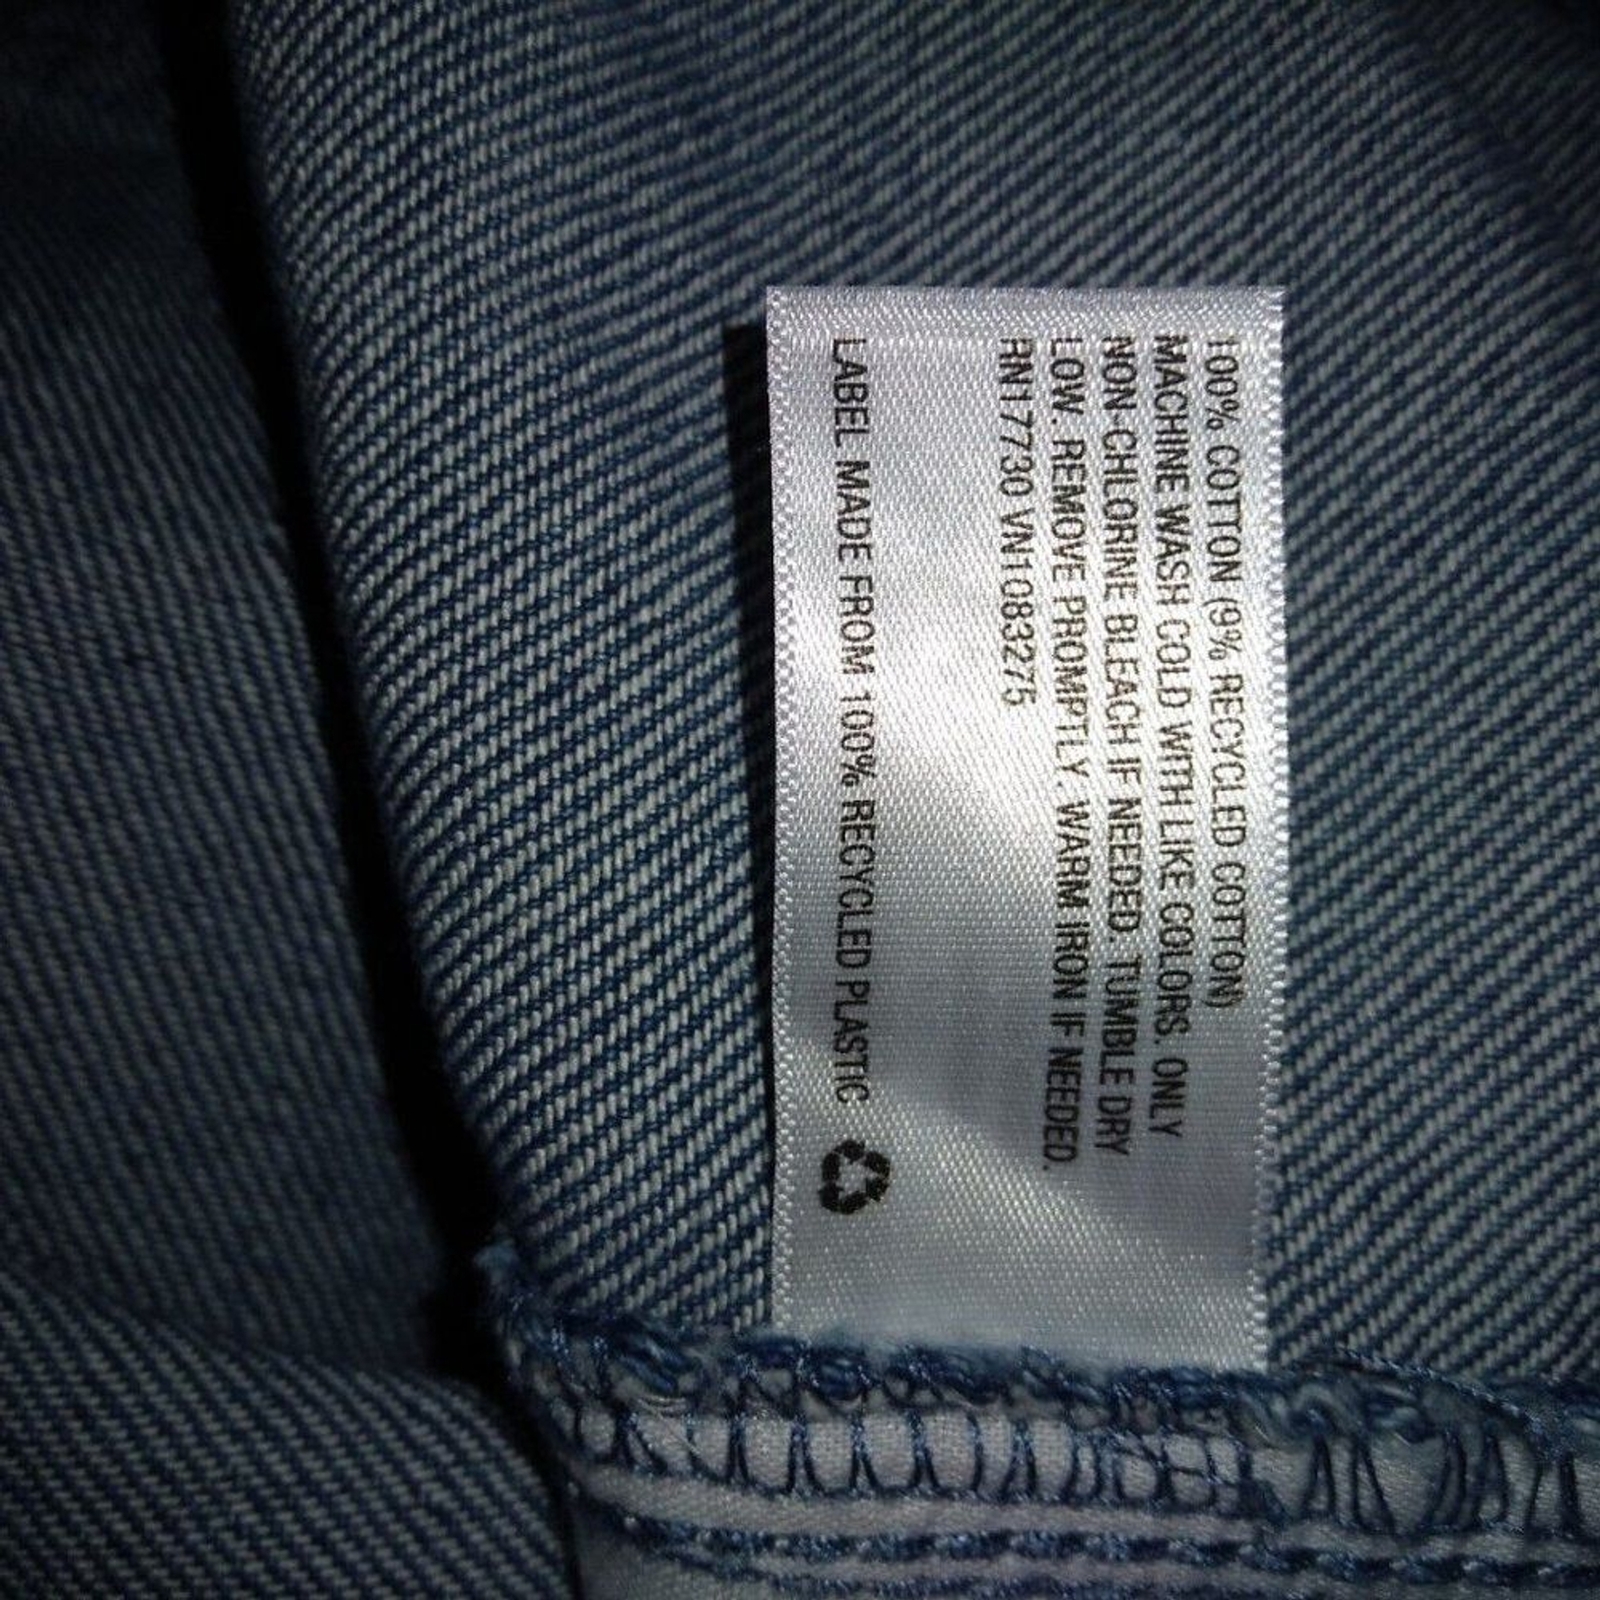 100% COTTON (9% RECYCLED COTTON)
MACHINE WASH COLD WITH LIKE COLORS. ONLY
NON-CHLORINE BLEACH IF NEEDED. TUMBLE DRY
LOW. REMOVE PROMPTLY. WARM IRON IF NEEDED.
RN177730 VN1083275
LABEL MADE FROM 100% RECYCLED PLASTIC